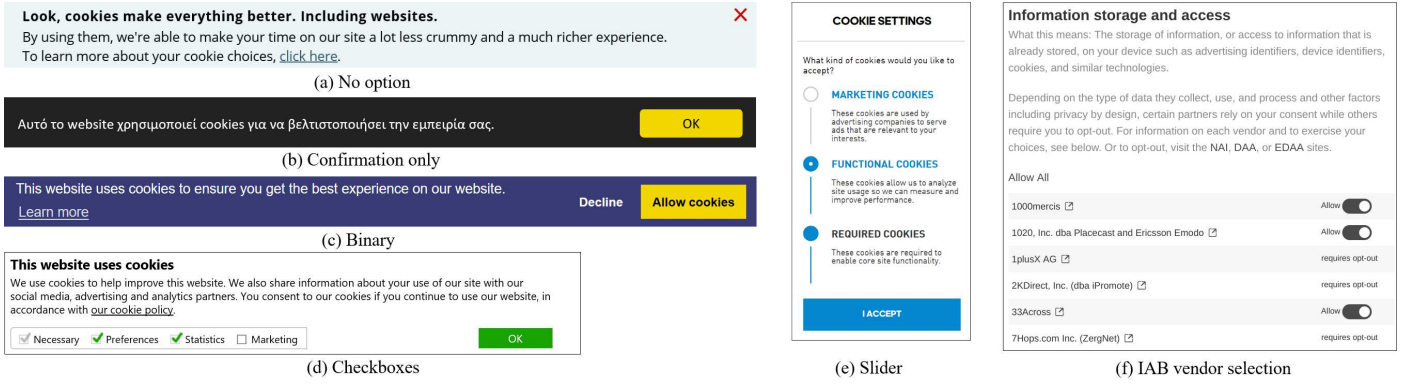 Look, cookies make everything better. Including websites.
By using them, we're able to make your time on our site a lot less crummy and a much richer experience.
To learn more about your cookie choices, click here.
(a) No option
Αυτό το website χρησιμοποιεί cookies για να βελτιστοποιήσει την εμπειρία σας.
OK
(b) Confirmation only
This website uses cookies to ensure you get the best experience on our website.
Learn more
Decline
Allow cookies
(c) Binary
This website uses cookies
We use cookies to help improve this website. We also share information about your use of our site with our
social media, advertising and analytics partners. You consent to our cookies if you continue to use our website, in
accordance with our cookie policy.
Necessary Preferences Statistics Marketing
OK
(d) Checkboxes
COOKIE SETTINGS
What kind of cookies would you like to
accept?
MARKETING COOKIES
These cookies are used by
advertising companies to serve
ads that are relevant to your
interests.
FUNCTIONAL COOKIES
These cookies allow us to analyze
site usage so we can measure and
improve performance.
REQUIRED COOKIES
These cookies are required to
enable core site functionality.
I ACCEPT
(e) Slider
Information storage and access
What this means: The storage of information, or access to information that is
already stored, on your device such as advertising identifiers, device identifiers,
cookies, and similar technologies.
Depending on the type of data they collect, use, and process and other factors
including privacy by design, certain partners rely on your consent while others
require you to opt-out. For information on each vendor and to exercise your
choices, see below. Or to opt-out, visit the NAI, DAA, or EDAA sites.
Allow All
1000mercis Allow
1020, Inc. dba Placecast and Ericsson Emodo Allow
1plusX AG requires opt-out
2KDirect, Inc. (dba iPromote) requires opt-out
33Across Allow
7Hops.com Inc. (ZergNet) requires opt-out
(f) IAB vendor selection